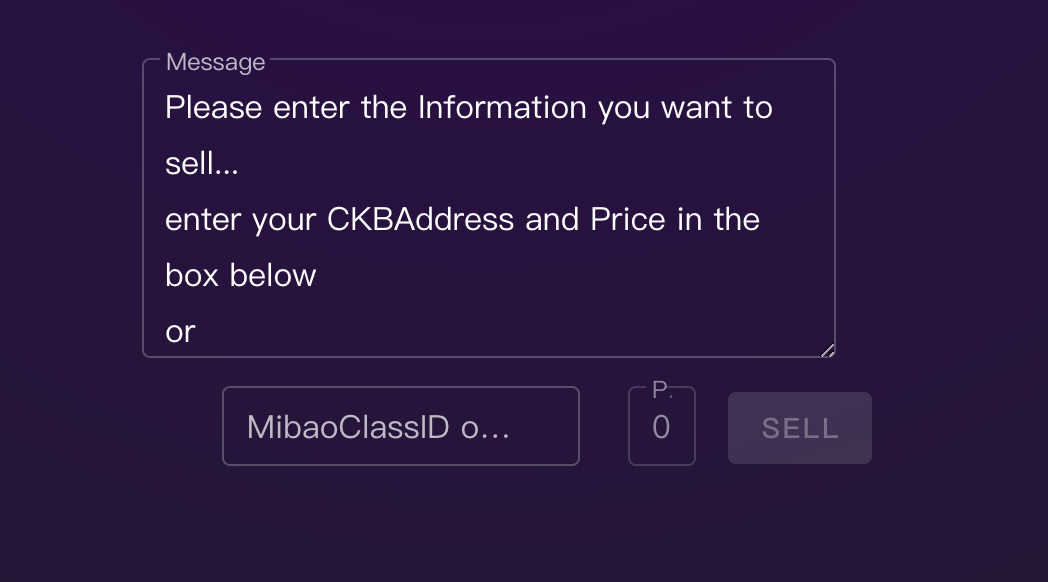 Message
Please enter the Information you want to
sell...
enter your CKBAddress and Price in the
box below
or
MibaoClassID o...
P.
0
SELL